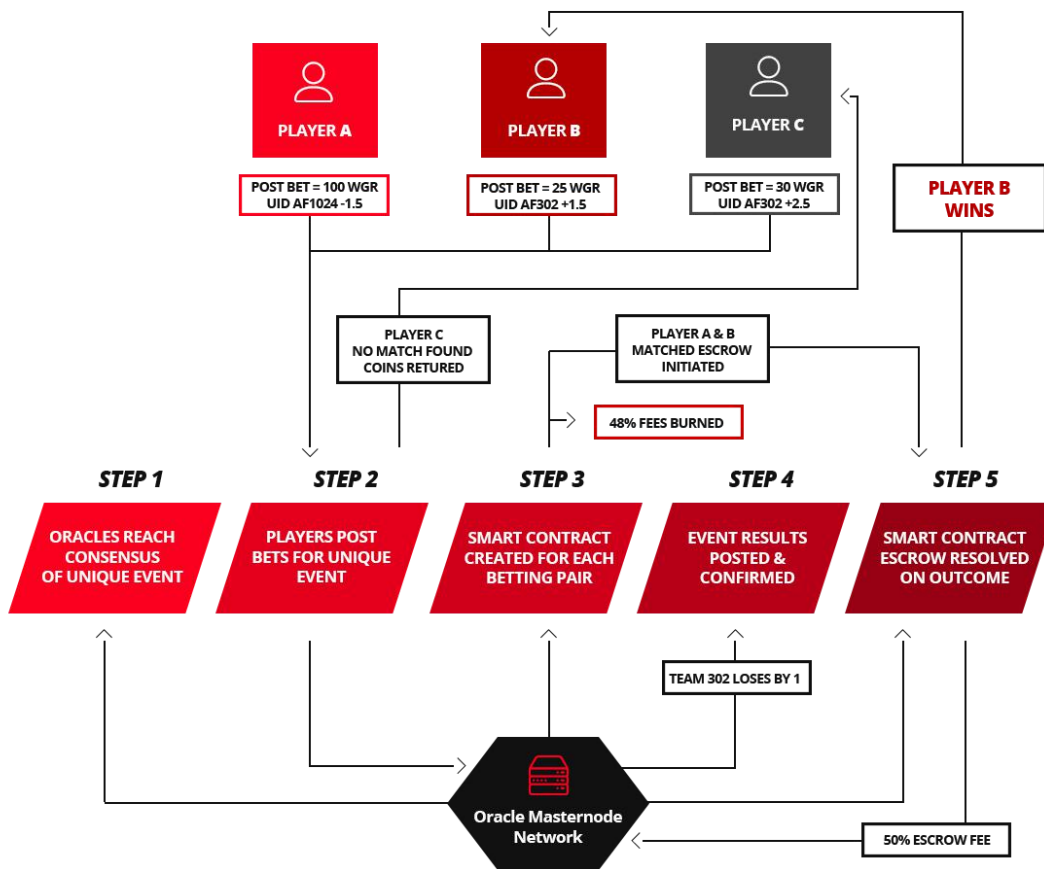 PLAYER A
PLAYER B
PLAYER C
POST BET = 100 WGR
UID AF1024 -1.5
POST BET = 25 WGR
UID AF302 +1.5
POST BET = 30 WGR
UID AF302 +2.5
PLAYER B
WINS
PLAYER C
NO MATCH FOUND
COINS RETURED
PLAYER A & B
MATCHED ESCROW
INITIATED
48% FEES BURNED
STEP 1
STEP 2
STEP 3
STEP 4
STEP 5
ORACLES REACH
CONSENSUS
OF UNIQUE EVENT
PLAYERS POST
BETS FOR UNIQUE
EVENT
SMART CONTRACT
CREATED FOR EACH
BETTING PAIR
EVENT RESULTS
POSTED &
CONFIRMED
SMART CONTRACT
ESCROW RESOLVED
ON OUTCOME
TEAM 302 LOSES BY 1
Oracle Masternode
Network
50% ESCROW FEE